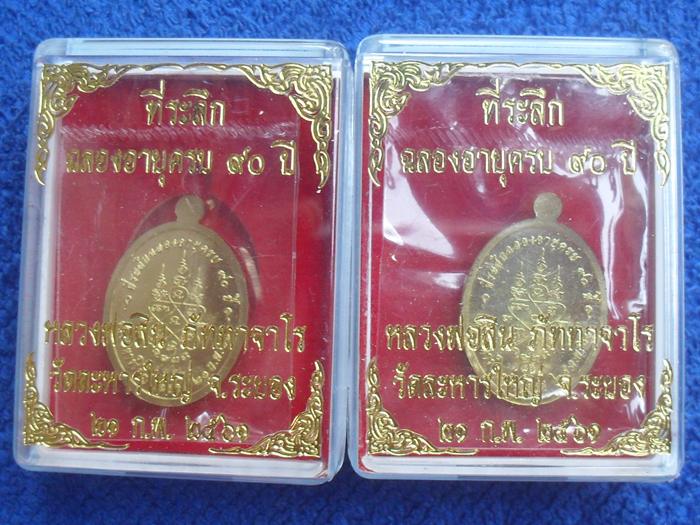 ที่ระลึก
ฉลองอายุครบ ๙๐ ปี
หลวงพ่อสิน ภัททาจาโร
วัดละหารใหญ่ จ.ระยอง
๒๑ ก.พ. ๒๕๖๑
ที่ระลึก
ฉลองอายุครบ ๙๐ ปี
หลวงพ่อสิน ภัททาจาโร
วัดละหารใหญ่ จ.ระยอง
๒๑ ก.พ. ๒๕๖๑